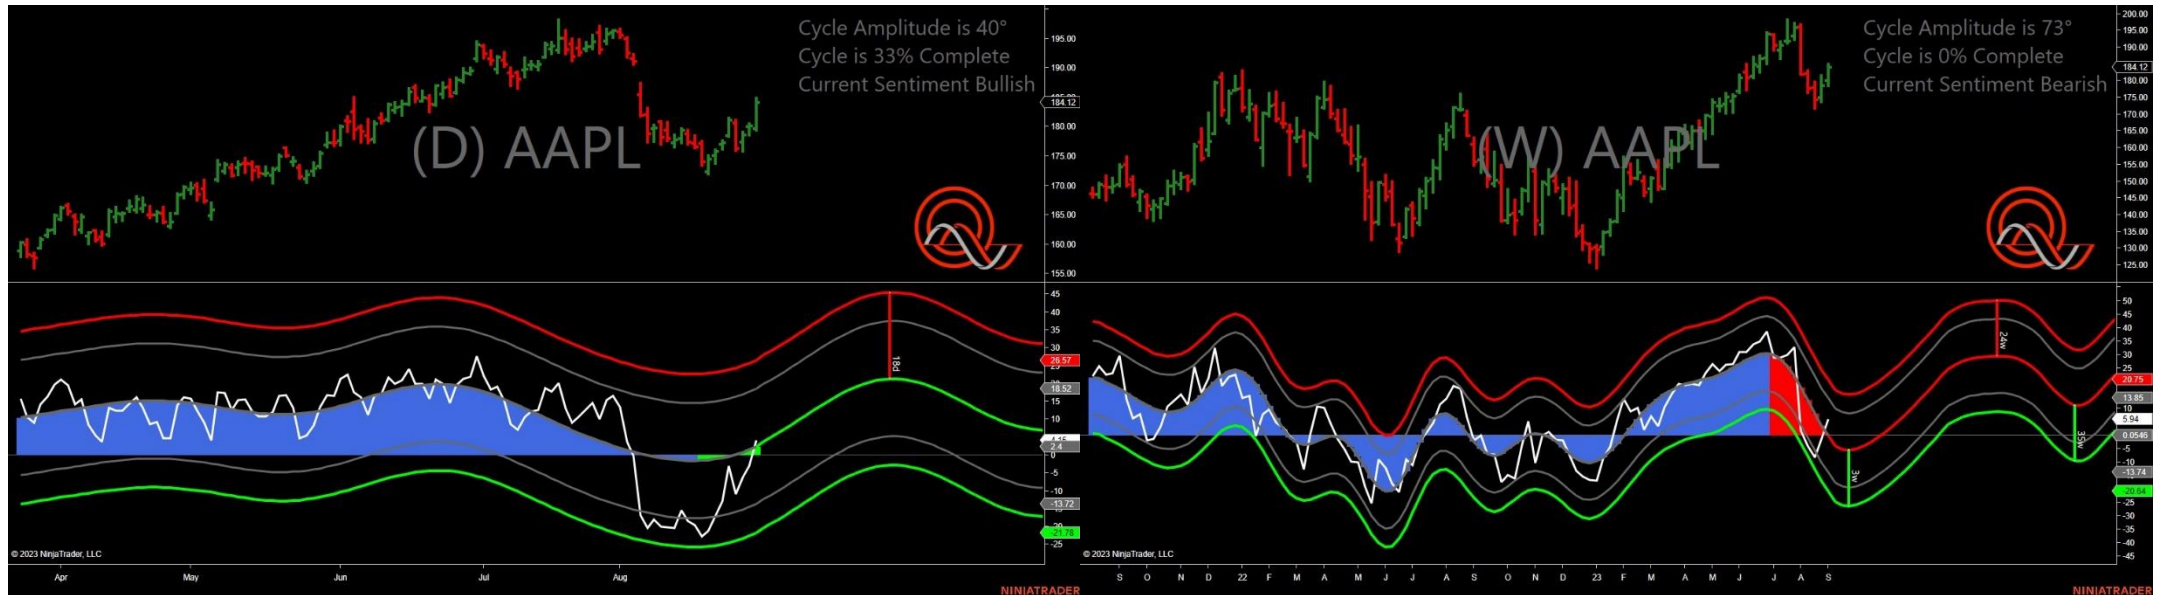 Cycle Amplitude is 40°
Cycle is 33% Complete
Current Sentiment Bullish
(D) AAPL
195.00
190.00
184.12
180.00
175.00
170.00
165.00
160.00
155.00
45
40
35
30
26.57
18.52
15
10
2.4
0
-5
-10
-13.72
-21.78
-25
18d
© 2023 NinjaTrader, LLC
Apr
May
Jun
Jul
Aug
NINJATRADER
Cycle Amplitude is 73°
Cycle is 0% Complete
Current Sentiment Bearish
(W) AAPL
200.00
195.00
190.00
184.12
180.00
175.00
170.00
165.00
160.00
155.00
150.00
145.00
140.00
135.00
130.00
125.00
50
45
40
35
30
25
20.75
13.85
10
5.94
0.0546
-5
-13.74
-20.64
-25
-30
-35
-40
-45
24w
3w
35w
© 2023 NinjaTrader, LLC
S O N D 22 F M A M J J A S O N D 23 F M A M J J A S
NINJATRADER